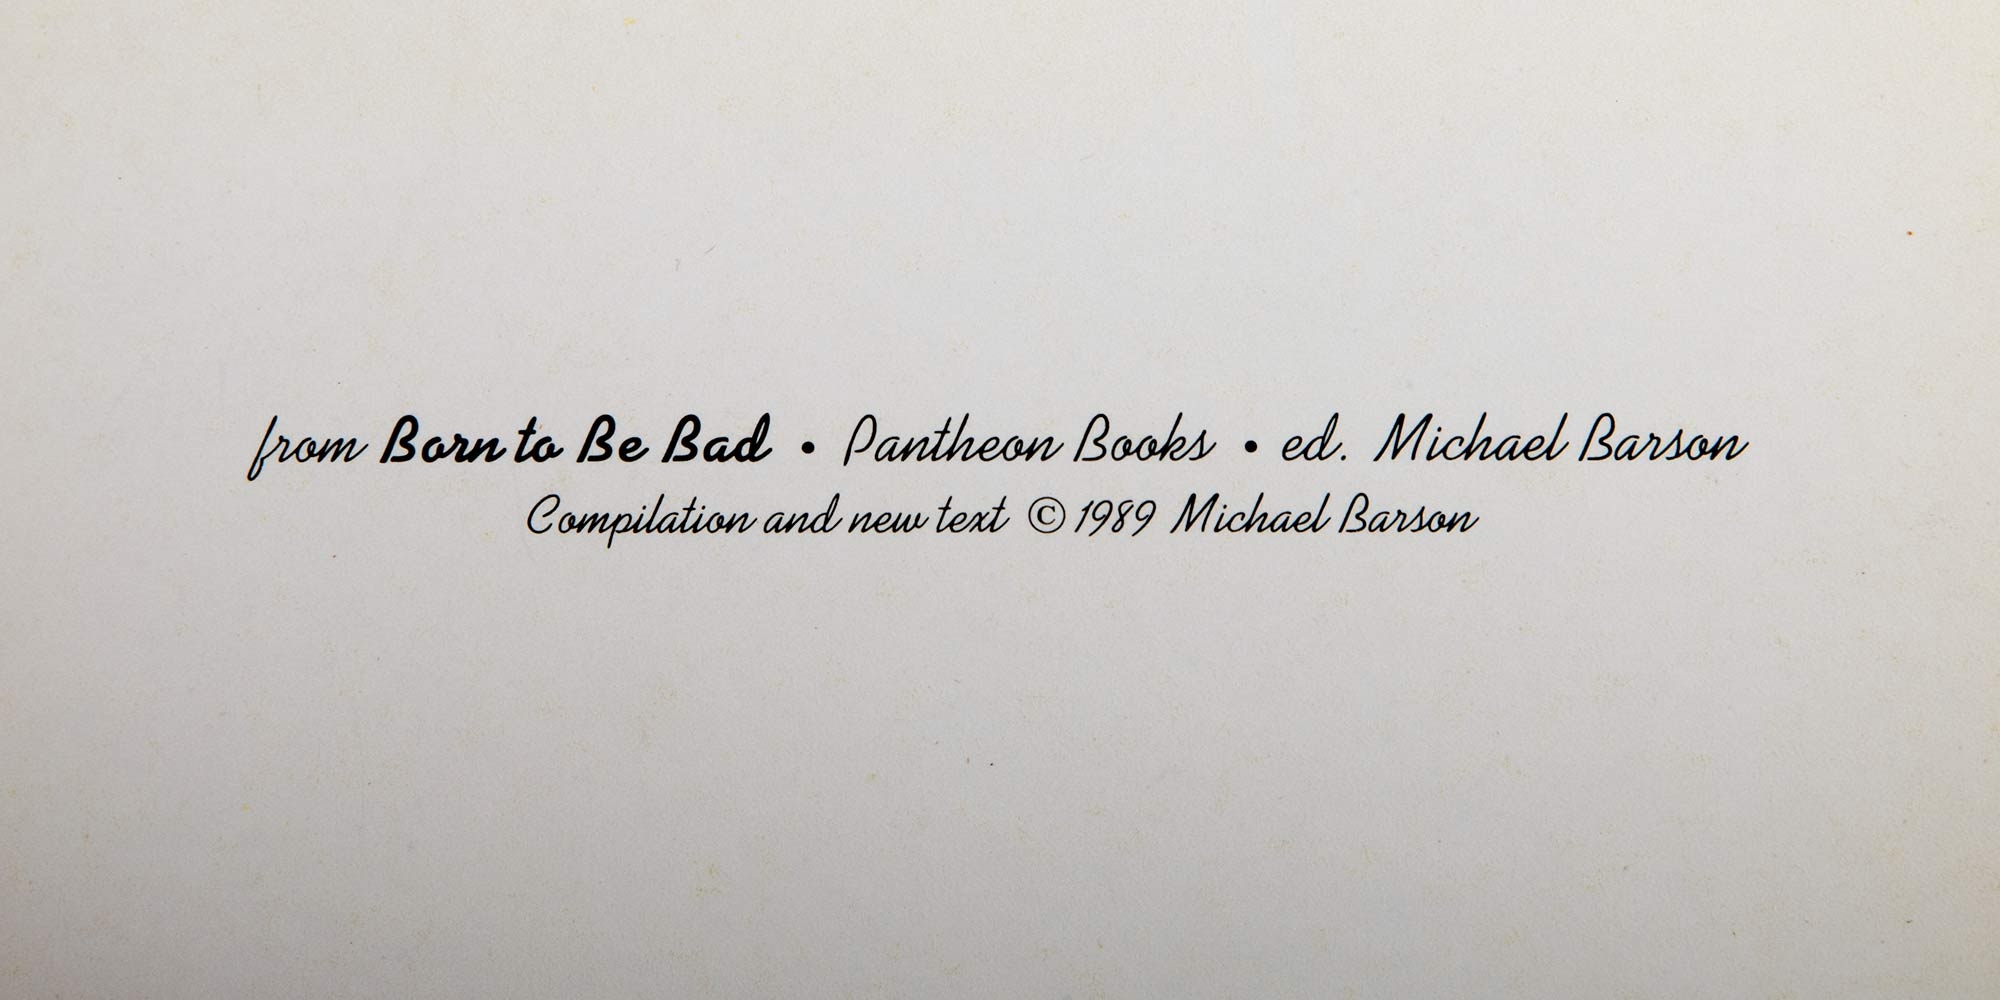 from Born to Be Bad • Pantheon Books • ed. Michael Barson
Compilation and new text © 1989 Michael Barson